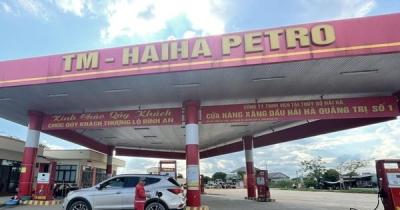 TM - HAIHA PETRO
Kính Chào Quý Khách
CHÚC QUÝ KHÁCH THƯỢNG LỘ BÌNH AN
CÔNG TY TNHH VẬN TẢI THỦY BỘ HẢI HÀ
CỬA HÀNG XĂNG DẦU HẢI HÀ QUẢNG TRỊ SỐ 1